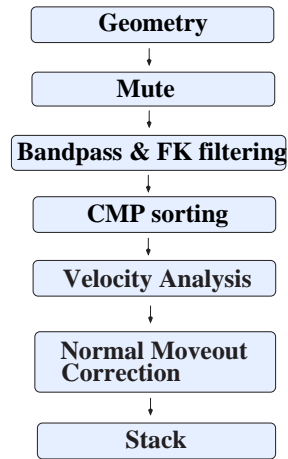 Geometry
Mute
Bandpass & FK filtering
CMP sorting
Velocity Analysis
Normal Moveout
Correction
Stack